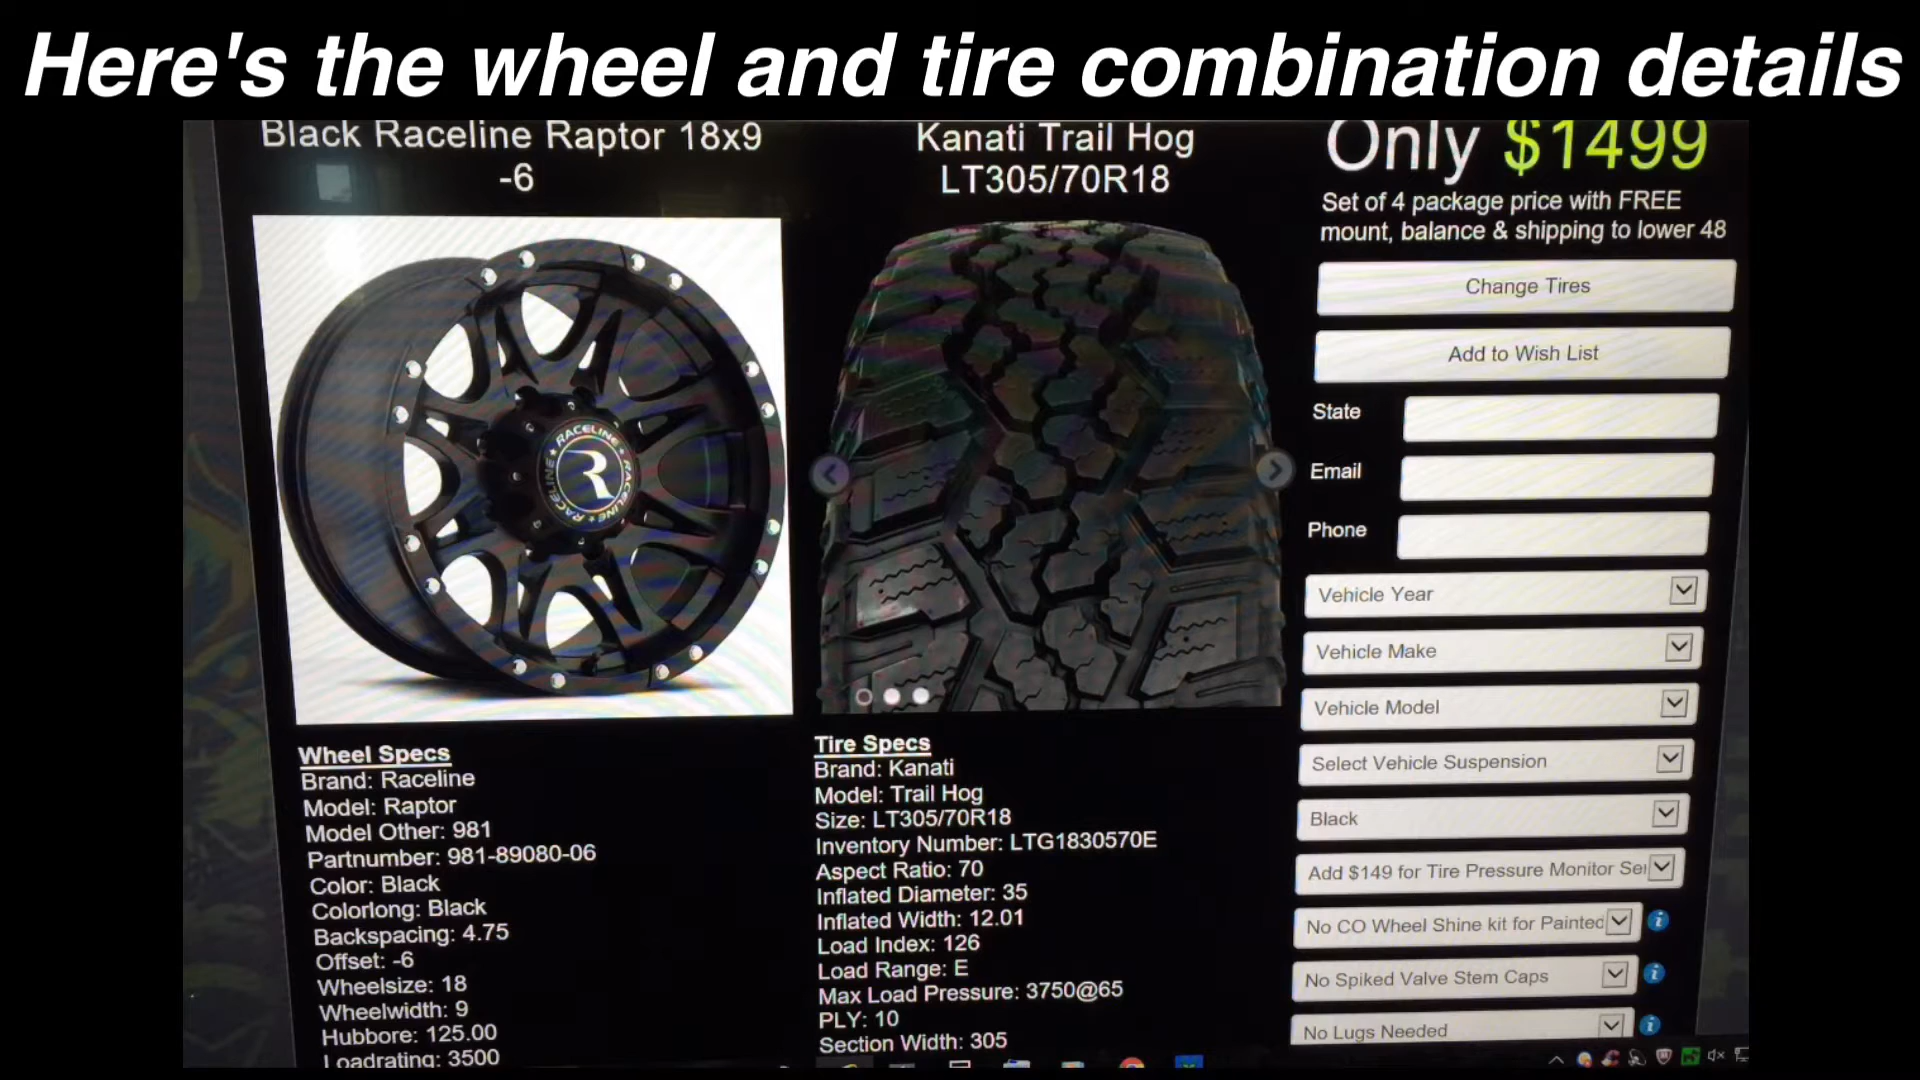 Here's the wheel and tire combination details
Black Raceline Raptor 18x9
-6
RACELINE ★ RACELINE ★ RACELINE ★
R
Wheel Specs
Brand: Raceline
Model: Raptor
Model Other: 981
Partnumber: 981-89080-06
Color: Black
Colorlong: Black
Backspacing: 4.75
Offset: -6
Wheelsize: 18
Wheelwidth: 9
Hubbore: 125.00
Loadrating: 3500
Kanati Trail Hog
LT305/70R18
Tire Specs
Brand: Kanati
Model: Trail Hog
Size: LT305/70R18
Inventory Number: LTG1830570E
Aspect Ratio: 70
Inflated Diameter: 35
Inflated Width: 12.01
Load Index: 126
Load Range: E
Max Load Pressure: 3750@65
PLY: 10
Section Width: 305
Only $1499
Set of 4 package price with FREE
mount, balance & shipping to lower 48
Change Tires
Add to Wish List
State
Email
Phone
Vehicle Year
Vehicle Make
Vehicle Model
Select Vehicle Suspension
Black
Add $149 for Tire Pressure Monitor Sei
No CO Wheel Shine kit for Painted
No Spiked Valve Stem Caps
No Lugs Needed